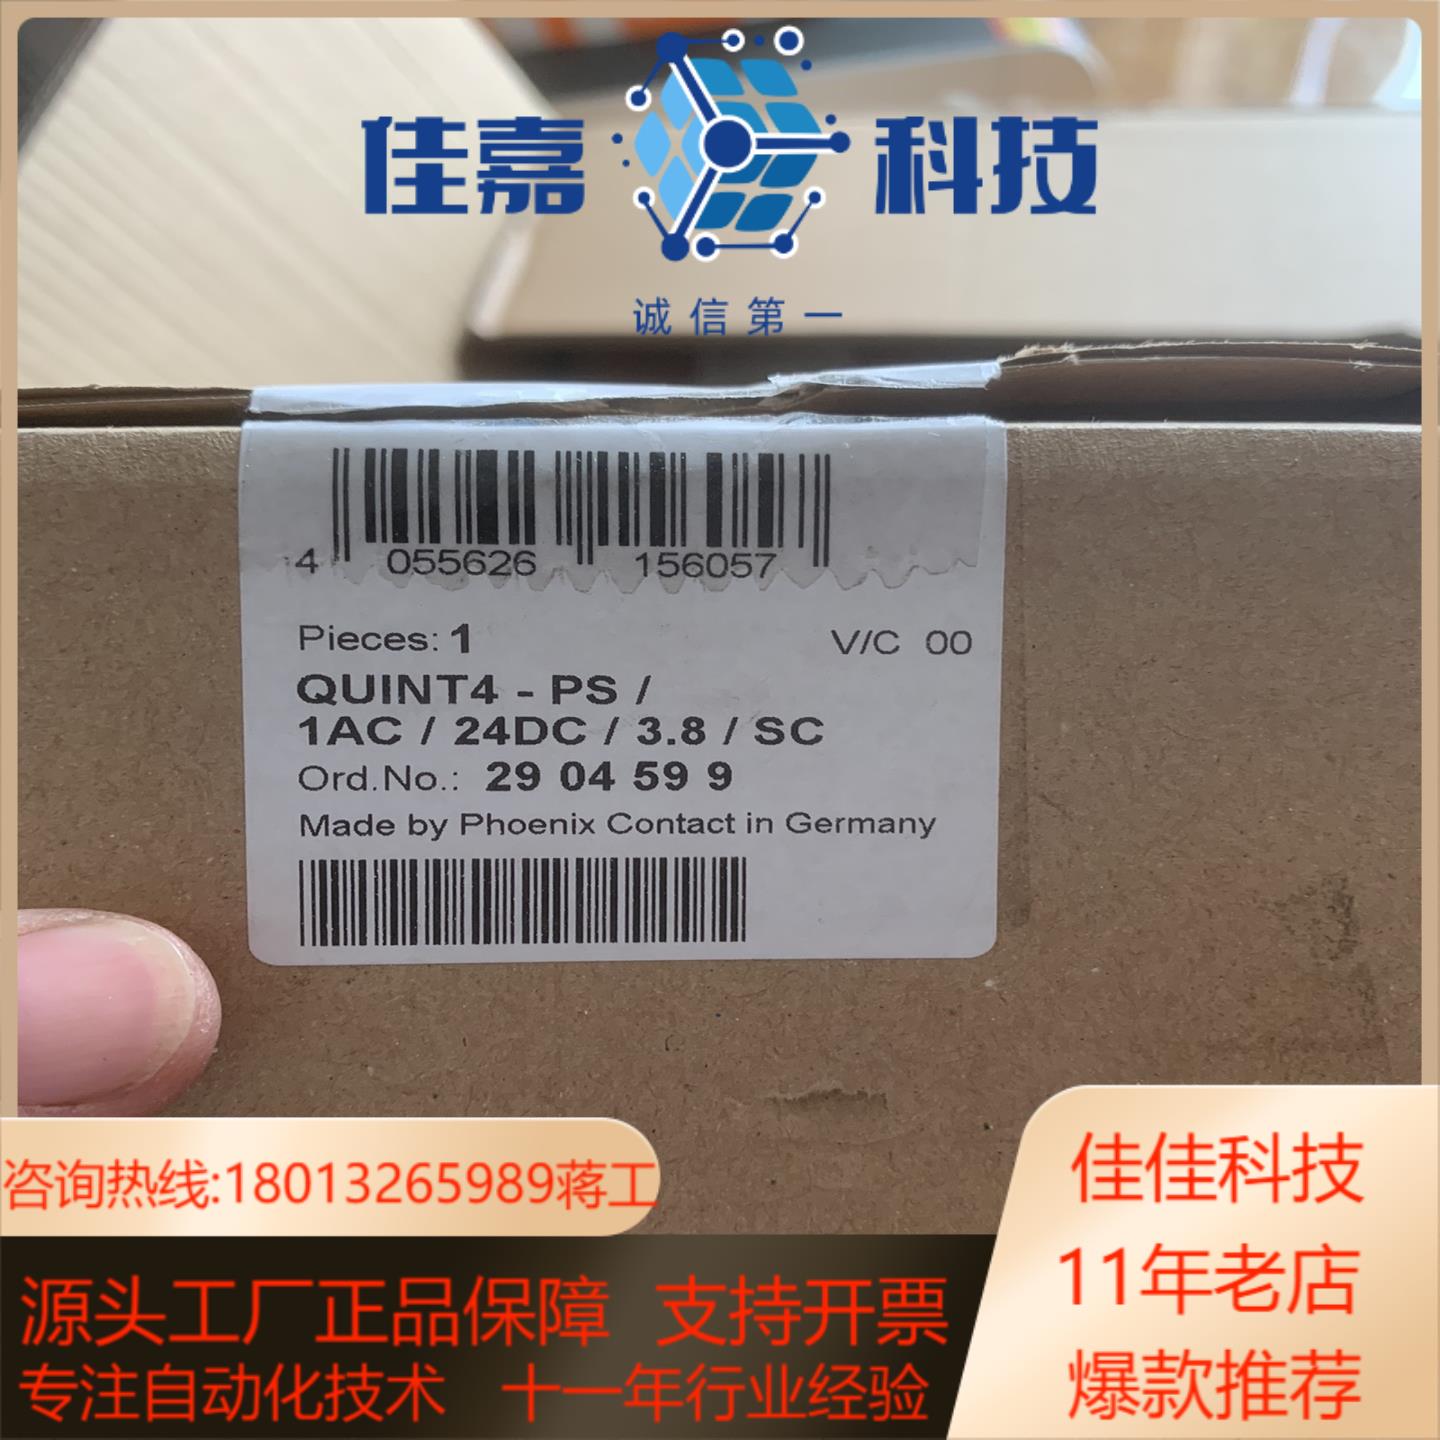 佳嘉 科技
诚信第一
4 055626 156057
Pieces: 1 V/C 00
QUINT4 - PS /
1AC / 24DC / 3.8 / SC
Ord.No.: 29 04 59 9
Made by Phoenix Contact in Germany
咨询热线:18013265989蒋工
佳佳科技
11年老店
爆款推荐
源头工厂正品保障 支持开票
专注自动化技术 十一年行业经验